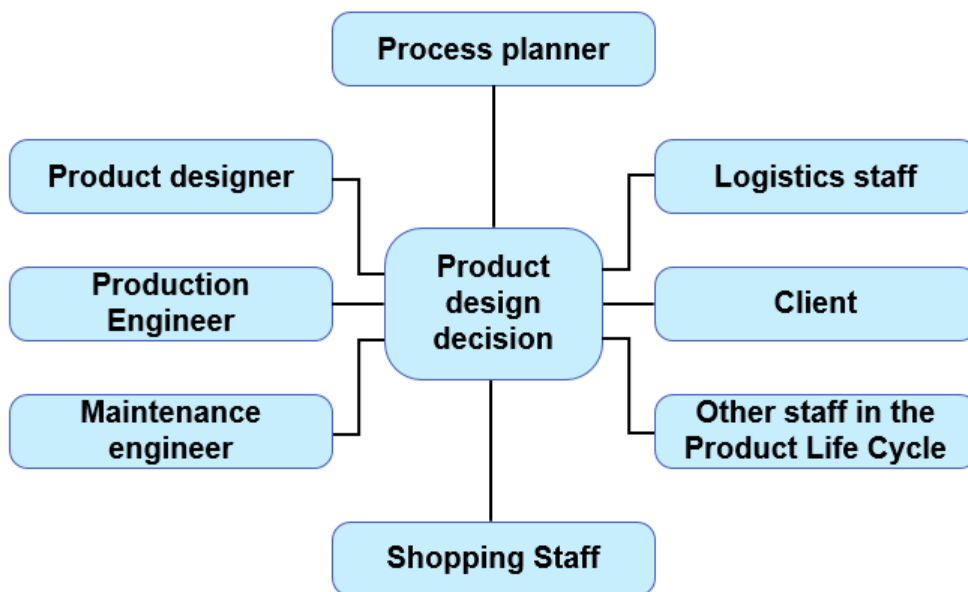 Process planner
Product designer
Logistics staff
Product
design
decision
Production
Engineer
Client
Maintenance
engineer
Other staff in the
Product Life Cycle
Shopping Staff